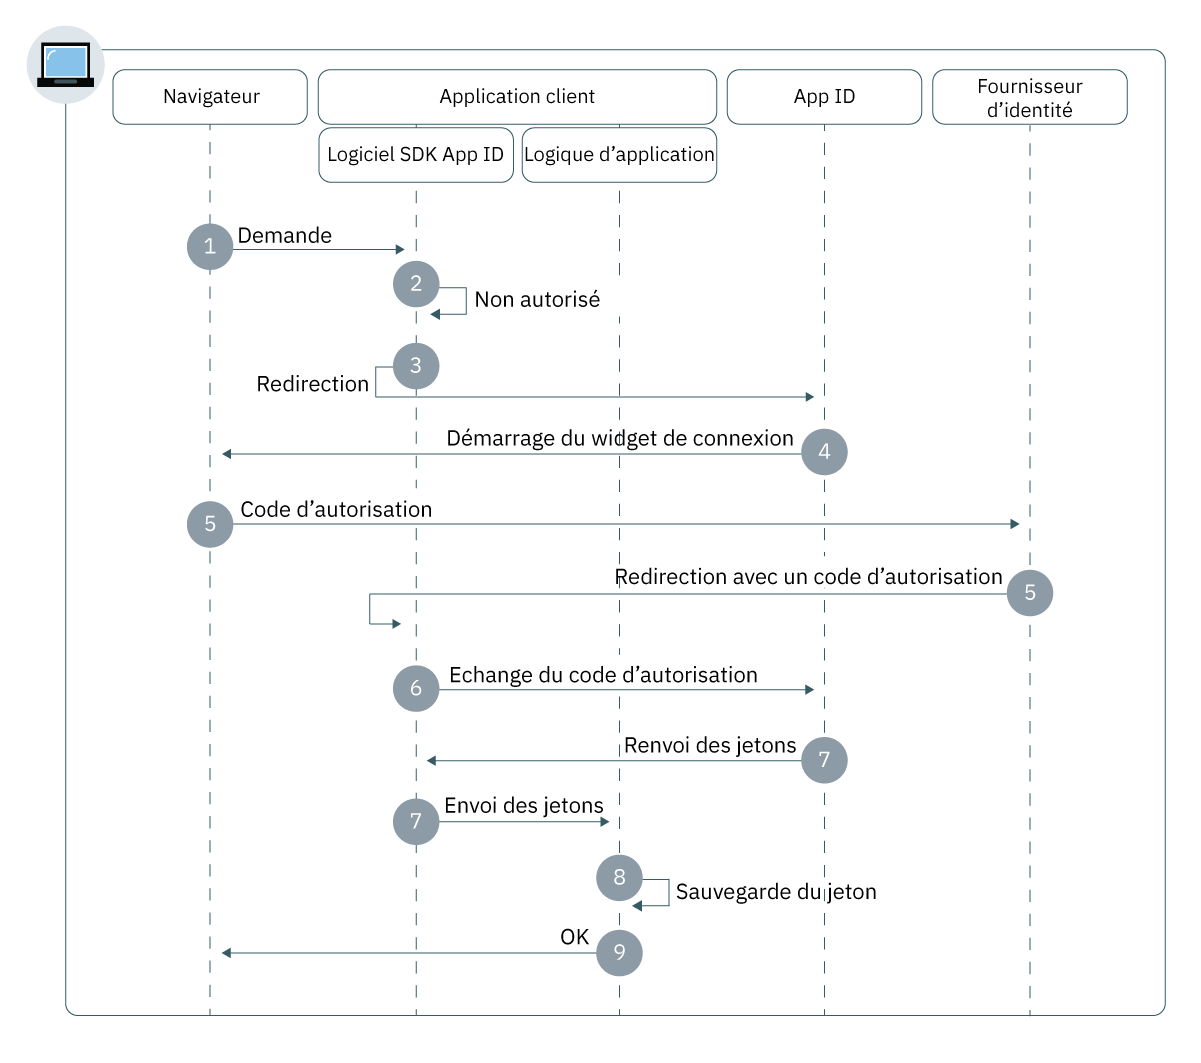 Navigateur
Application client
App ID
Fournisseur
d’identité
Logiciel SDK App ID
Logique d’application
1
Demande
2
Non autorisé
3
Redirection
Démarrage du widget de connexion
4
5
Code d’autorisation
Redirection avec un code d’autorisation
5
6
Echange du code d’autorisation
Renvoi des jetons
7
7
Envoi des jetons
8
Sauvegarde du jeton
OK
9